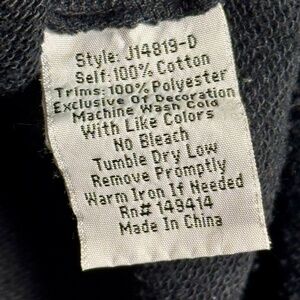 Style: J14819-D
Self: 100% Cotton
Trims: 100% Polyester
Exclusive Of Decoration
Machine Wash Cold
With Like Colors
No Bleach
Tumble Dry Low
Remove Promptly
Warm Iron If Needed
Rn# 149414
Made In China